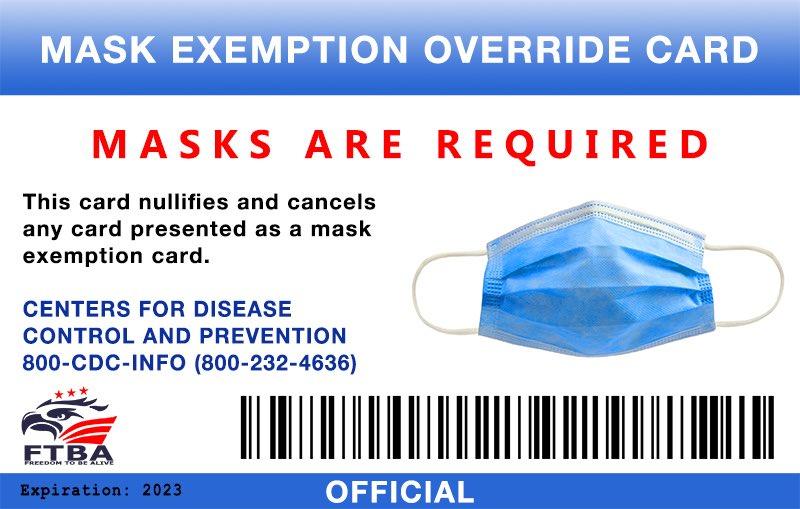 MASK EXEMPTION OVERRIDE CARD
MASKS ARE REQUIRED
This card nullifies and cancels
any card presented as a mask
exemption card.
CENTERS FOR DISEASE
CONTROL AND PREVENTION
800-CDC-INFO (800-232-4636)
FTBA
FREEDOM TO BE ALIVE
Expiration: 2023
OFFICIAL